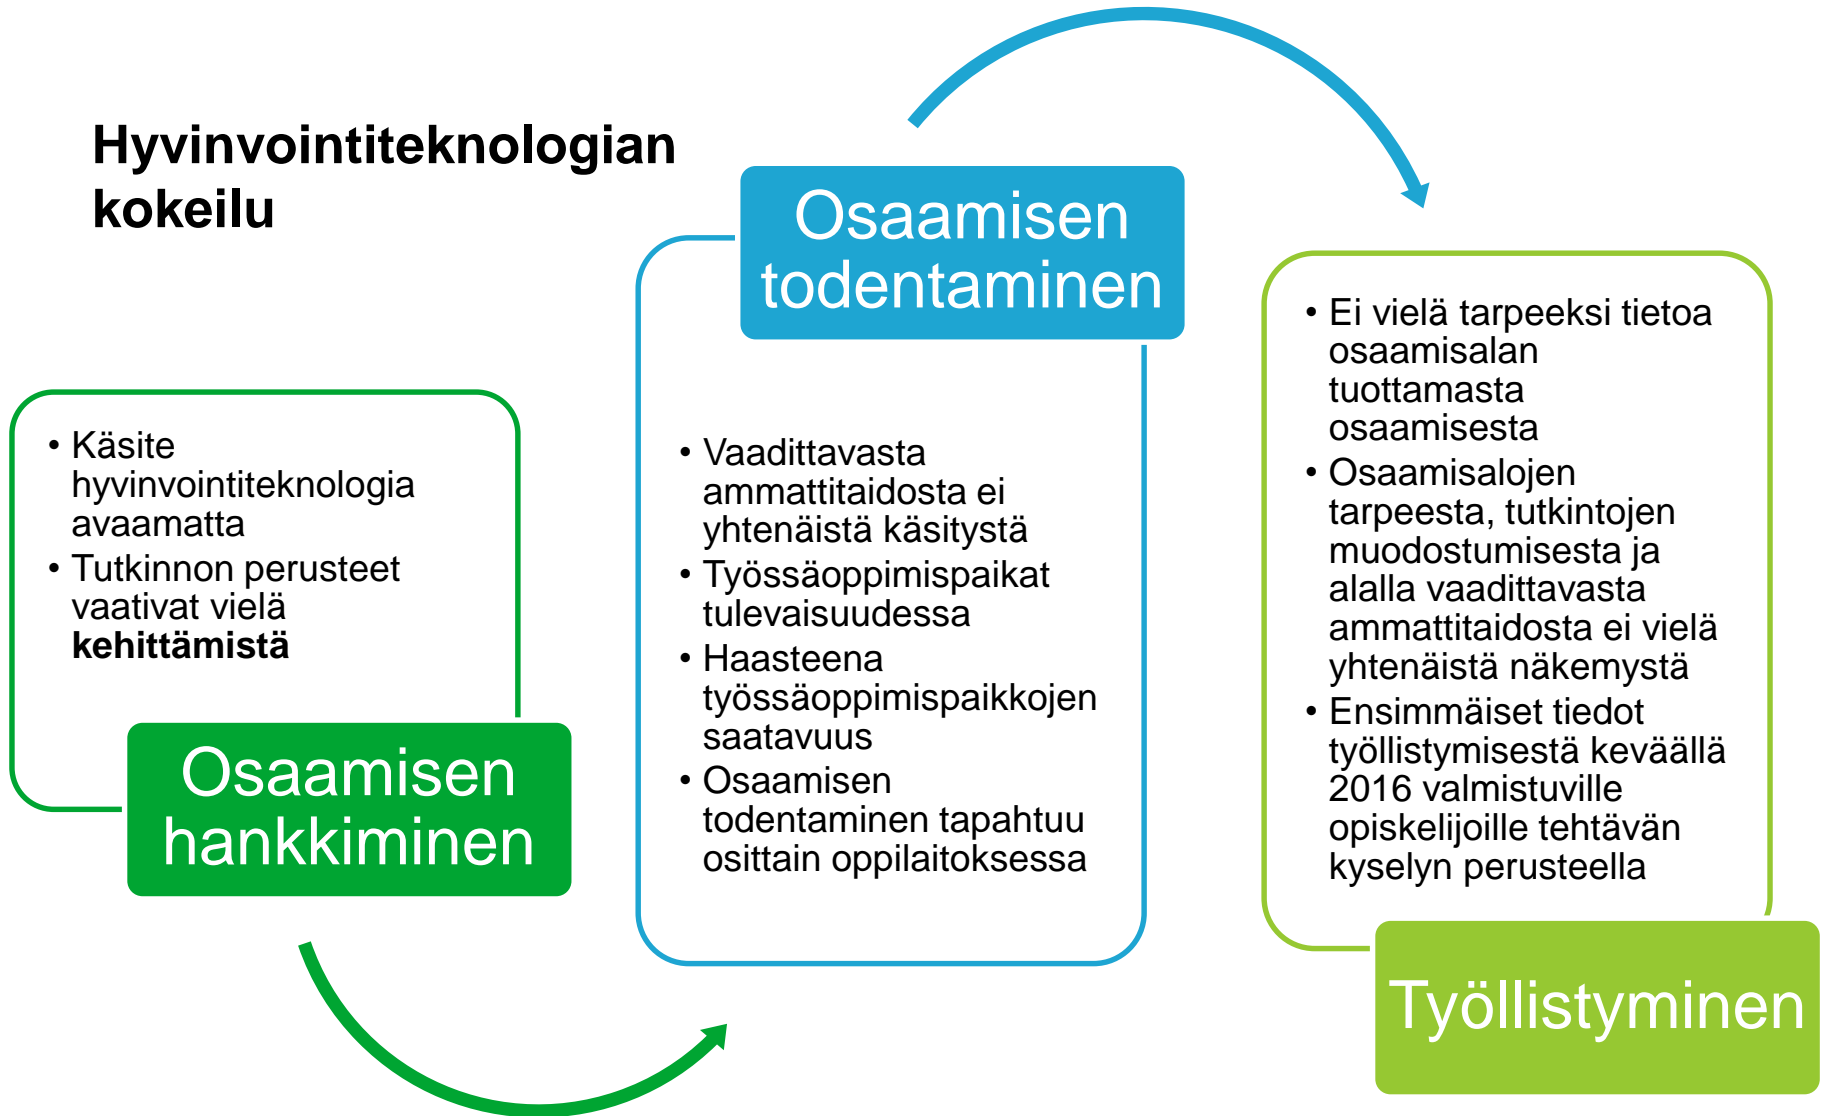 Hyvinvointiteknologian
kokeilu
• Käsite
hyvinvointiteknologia
avaamatta
• Tutkinnon perusteet
vaativat vielä
kehittämistä
Osaamisen
hankkiminen
Osaamisen
todentaminen
• Vaadittavasta
ammattitaidosta ei
yhtenäistä käsitystä
• Työssäoppimispaikat
tulevaisuudessa
• Haasteena
työssäoppimispaikkojen
saatavuus
• Osaamisen
todentaminen tapahtuu
osittain oppilaitoksessa
• Ei vielä tarpeeksi tietoa
osaamisalan
tuottamasta
osaamisesta
• Osaamisalojen
tarpeesta, tutkintojen
muodostumisesta ja
alalla vaadittavasta
ammattitaidosta ei vielä
yhtenäistä näkemystä
• Ensimmäiset tiedot
työllistymisestä keväällä
2016 valmistuville
opiskelijoille tehtävän
kyselyn perusteella
Työllistyminen